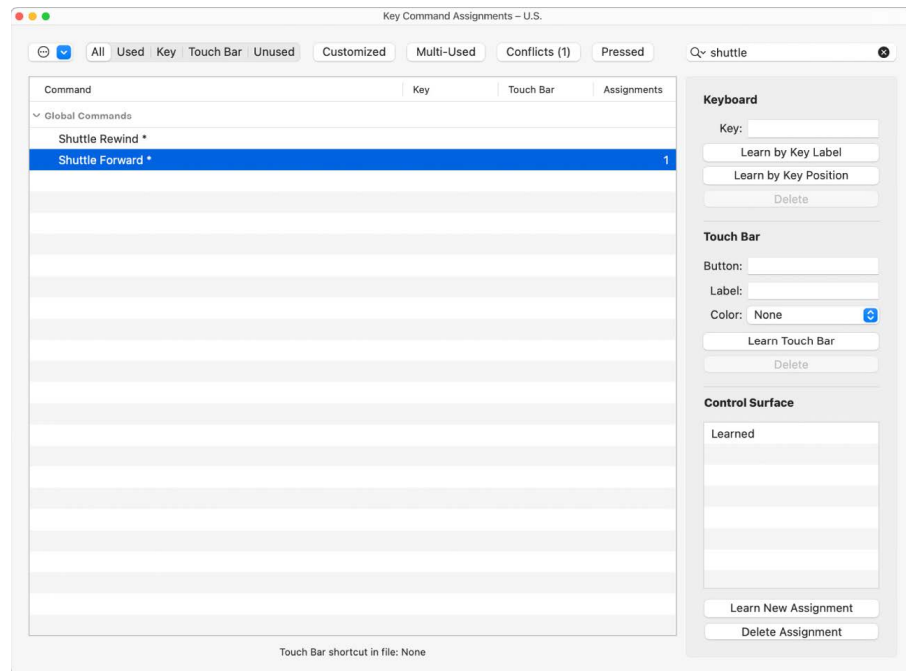 Key Command Assignments – U.S.
All Used Key Touch Bar Unused Customized Multi-Used Conflicts (1) Pressed shuttle
Command Key Touch Bar Assignments
Global Commands
Shuttle Rewind *
Shuttle Forward * 1
Keyboard
Key:
Learn by Key Label
Learn by Key Position
Delete
Touch Bar
Button:
Label:
Color: None
Learn Touch Bar
Delete
Control Surface
Learned
Learn New Assignment
Delete Assignment
Touch Bar shortcut in file: None